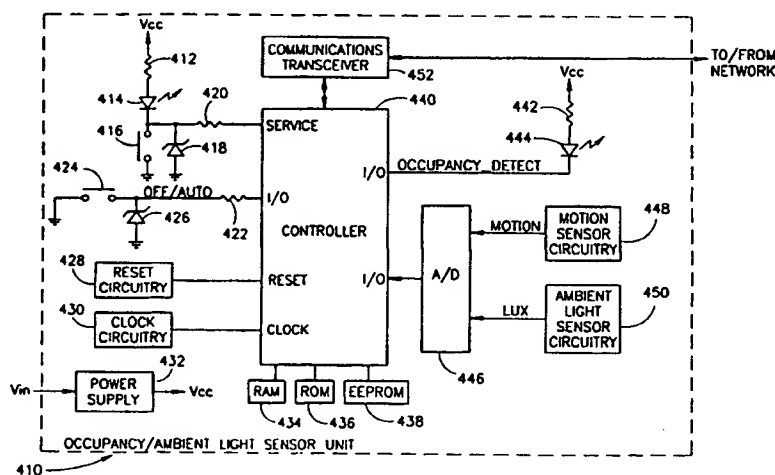 Vcc
412
COMMUNICATIONS
TRANSCEIVER
452
TO/FROM
NETWORK
414
420
440
Vcc
442
416
418
SERVICE
444
424
I/O
OCCUPANCY_DETECT
OFF/AUTO
I/O
426
422
CONTROLLER
MOTION
MOTION
SENSOR
CIRCUITRY
448
428
RESET
CIRCUITRY
RESET
I/O
A/D
430
CLOCK
CIRCUITRY
CLOCK
LUX
AMBIENT
LIGHT
SENSOR
CIRCUITRY
450
446
Vin
POWER
SUPPLY
432
Vcc
RAM
ROM
EEPROM
434
436
438
OCCUPANCY/AMBIENT LIGHT SENSOR UNIT
410